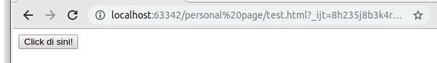 localhost:63342/personal%20page/test.html?_ijt=8h235j8b3k4r...
Click di sini!